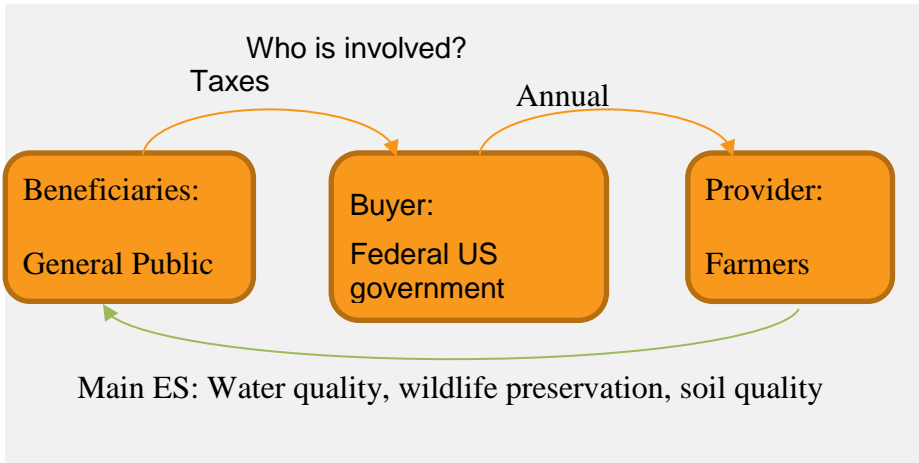 Who is involved?
Taxes
Annual
Beneficiaries:
General Public
Buyer:
Federal US
government
Provider:
Farmers
Main ES: Water quality, wildlife preservation, soil quality